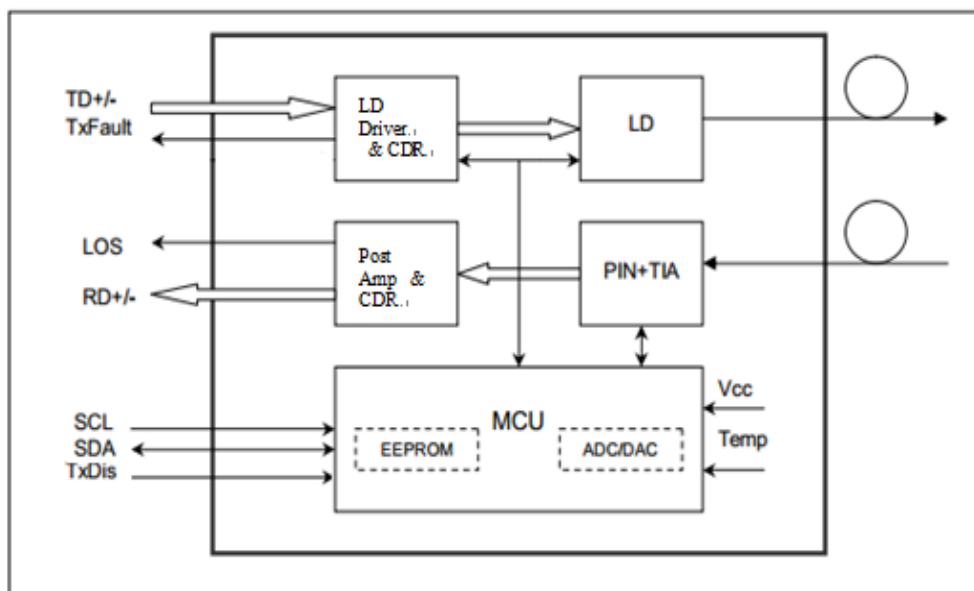 TD+/-
TxFault
LD
Driver.
& CDR.
LD
LOS
RD+/-
Post
Amp &
CDR.
PIN+TIA
SCL
SDA
TxDis
MCU
EEPROM
ADC/DAC
Vcc
Temp